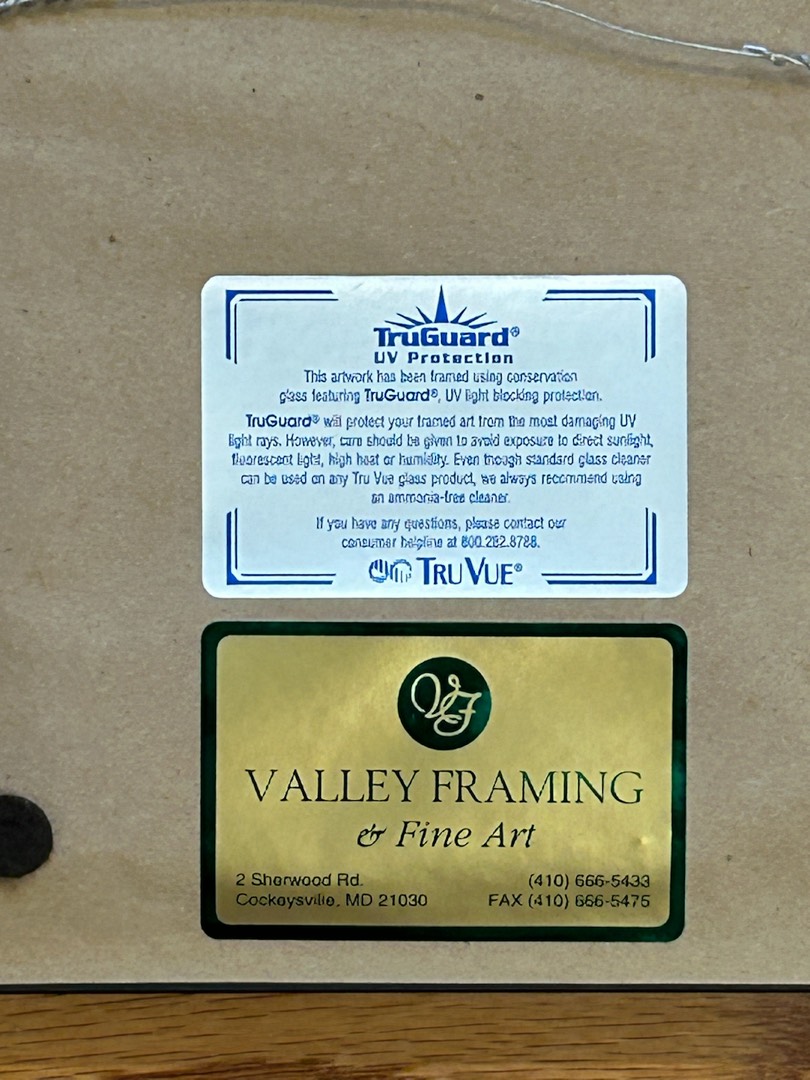 TruGuard®
UV Protection
This artwork has been framed using conservation
glass featuring TruGuard®, UV light blocking protection.
TruGuard® will protect your framed art from the most damaging UV
light rays. However, care should be given to avoid exposure to direct sunlight,
fluorescent light, high heat or humidity. Even though standard glass cleaner
can be used on any Tru Vue glass product, we always recommend using
an ammonia-free cleaner.
If you have any questions, please contact our
consumer helpline at 800.282.8788.
TRU VUE®
VF
VALLEY FRAMING
& Fine Art
2 Sherwood Rd. (410) 666-5433
Cockeysville, MD 21030 FAX (410) 666-5475